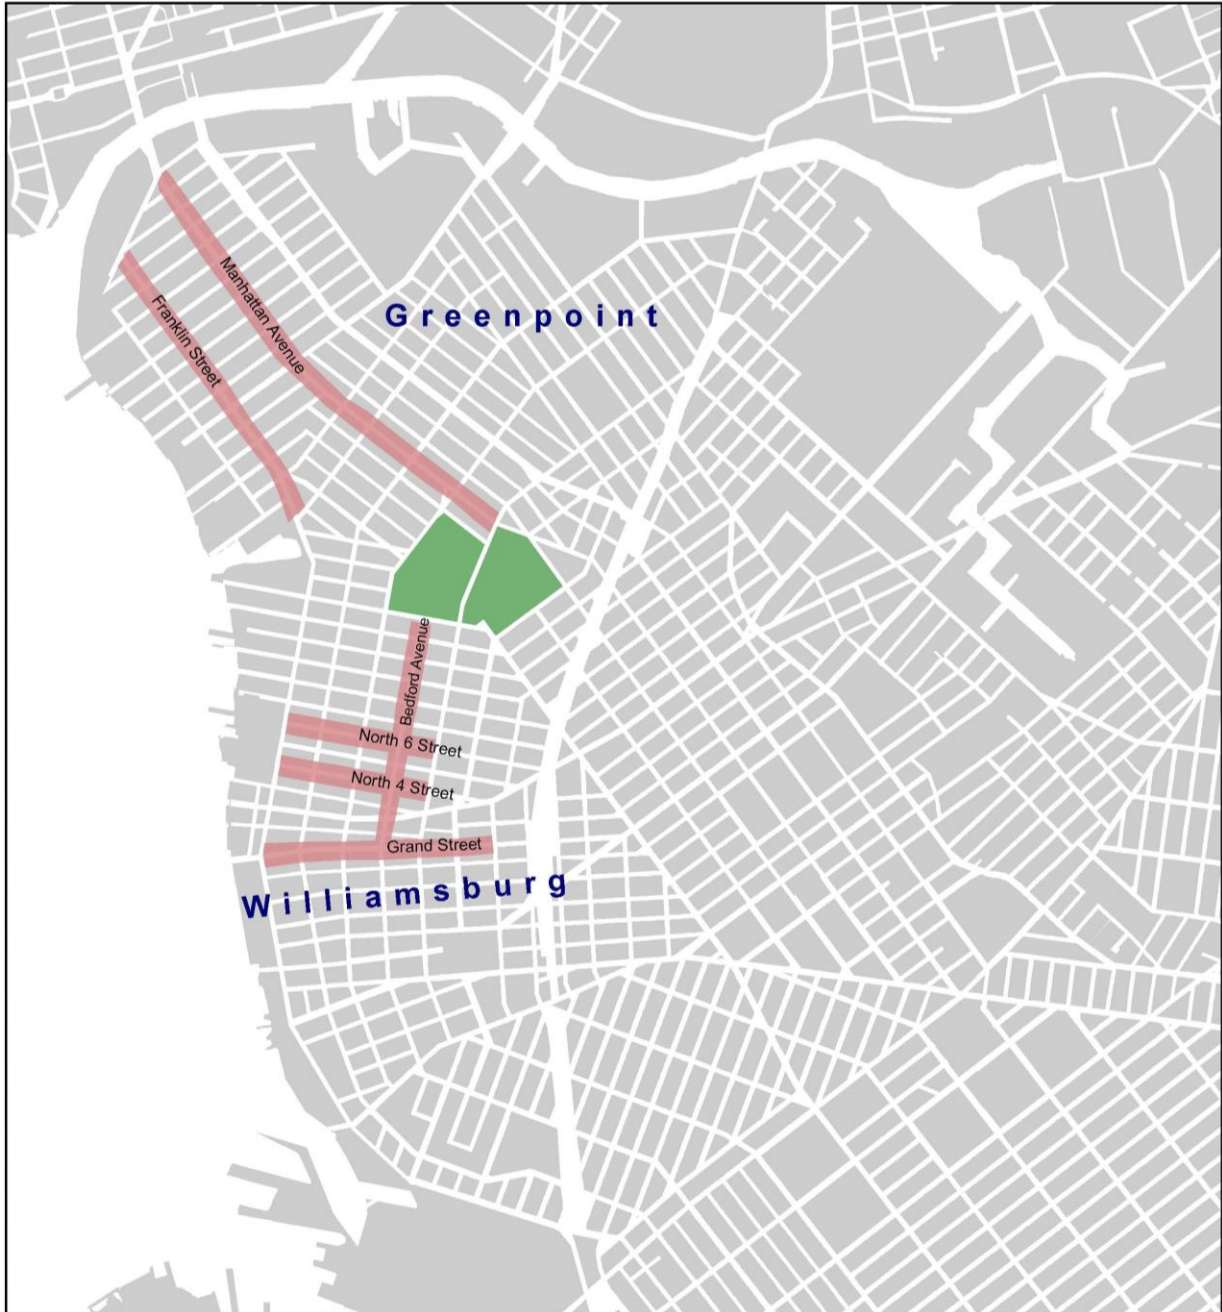 Manhattan Avenue
Franklin Street
Greenpoint
Bedford Avenue
North 6 Street
North 4 Street
Grand Street
Williamsburg